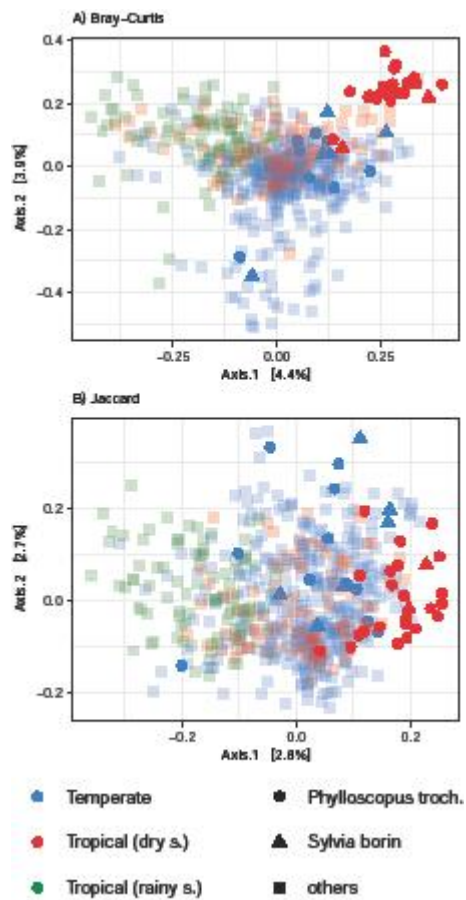 A) Bray-Curtis
0.4
0.2
0.0
-0.2
-0.4
Axis.2 [3.9%]
-0.25 0.00 0.25
Axis.1 [4.4%]
B) Jaccard
0.2
0.0
-0.2
Axis.2 [2.7%]
-0.2 0.0 0.2
Axis.1 [2.8%]
Temperate
Phylloscopus troch.
Tropical (dry s.)
Sylvia borin
Tropical (rainy s.)
others